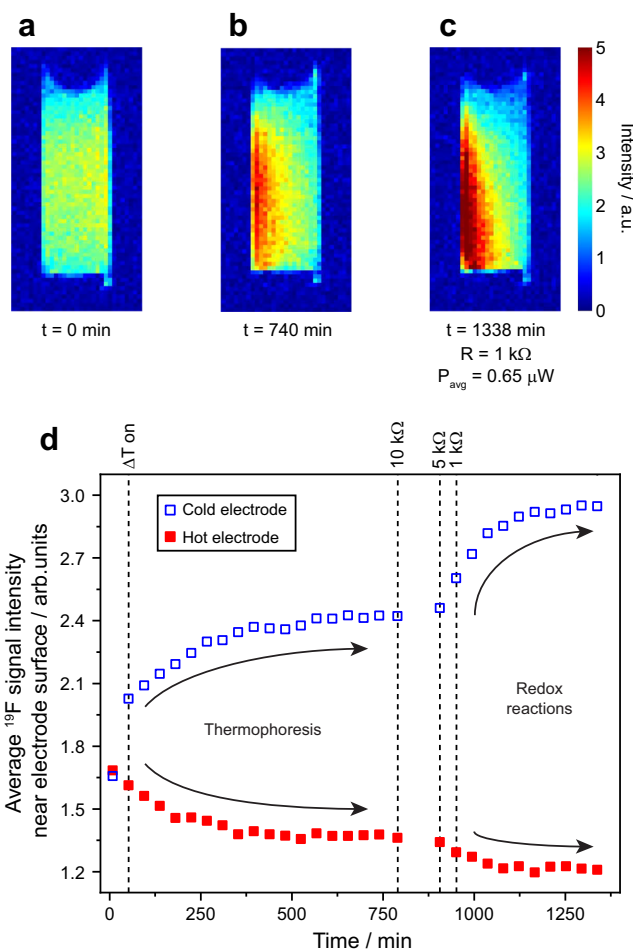 a
b
c
5
4
3
2
1
0
Intensity / a.u.
t = 0 min
t = 740 min
t = 1338 min
R = 1 kΩ
Pavg = 0.65 μW
d
ΔT on
10 kΩ
5 kΩ
1 kΩ
3.0
2.7
2.4
2.1
1.8
1.5
1.2
Average ¹⁹F signal intensity
near electrode surface / arb.units
Cold electrode
Hot electrode
Thermophoresis
Redox
reactions
0
250
500
750
1000
1250
Time / min